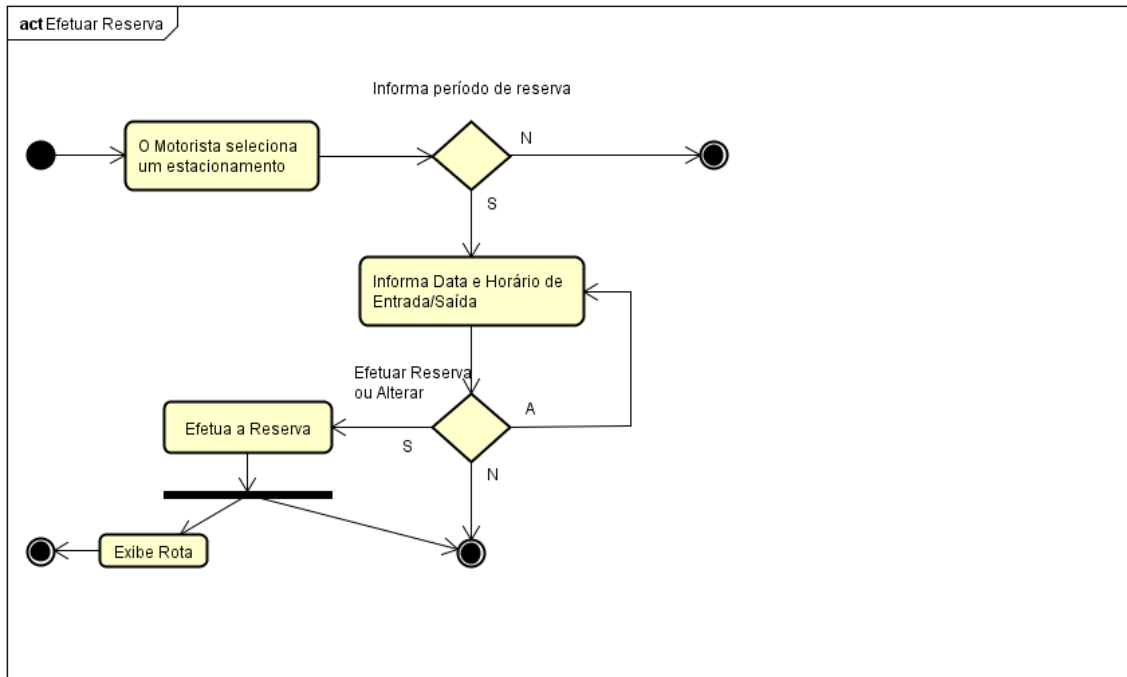 act Efetuar Reserva
Informa período de reserva
O Motorista seleciona
um estacionamento
N
S
Informa Data e Horário de
Entrada/Saída
Efetuar Reserva
ou Alterar
A
Efetua a Reserva
S
N
Exibe Rota